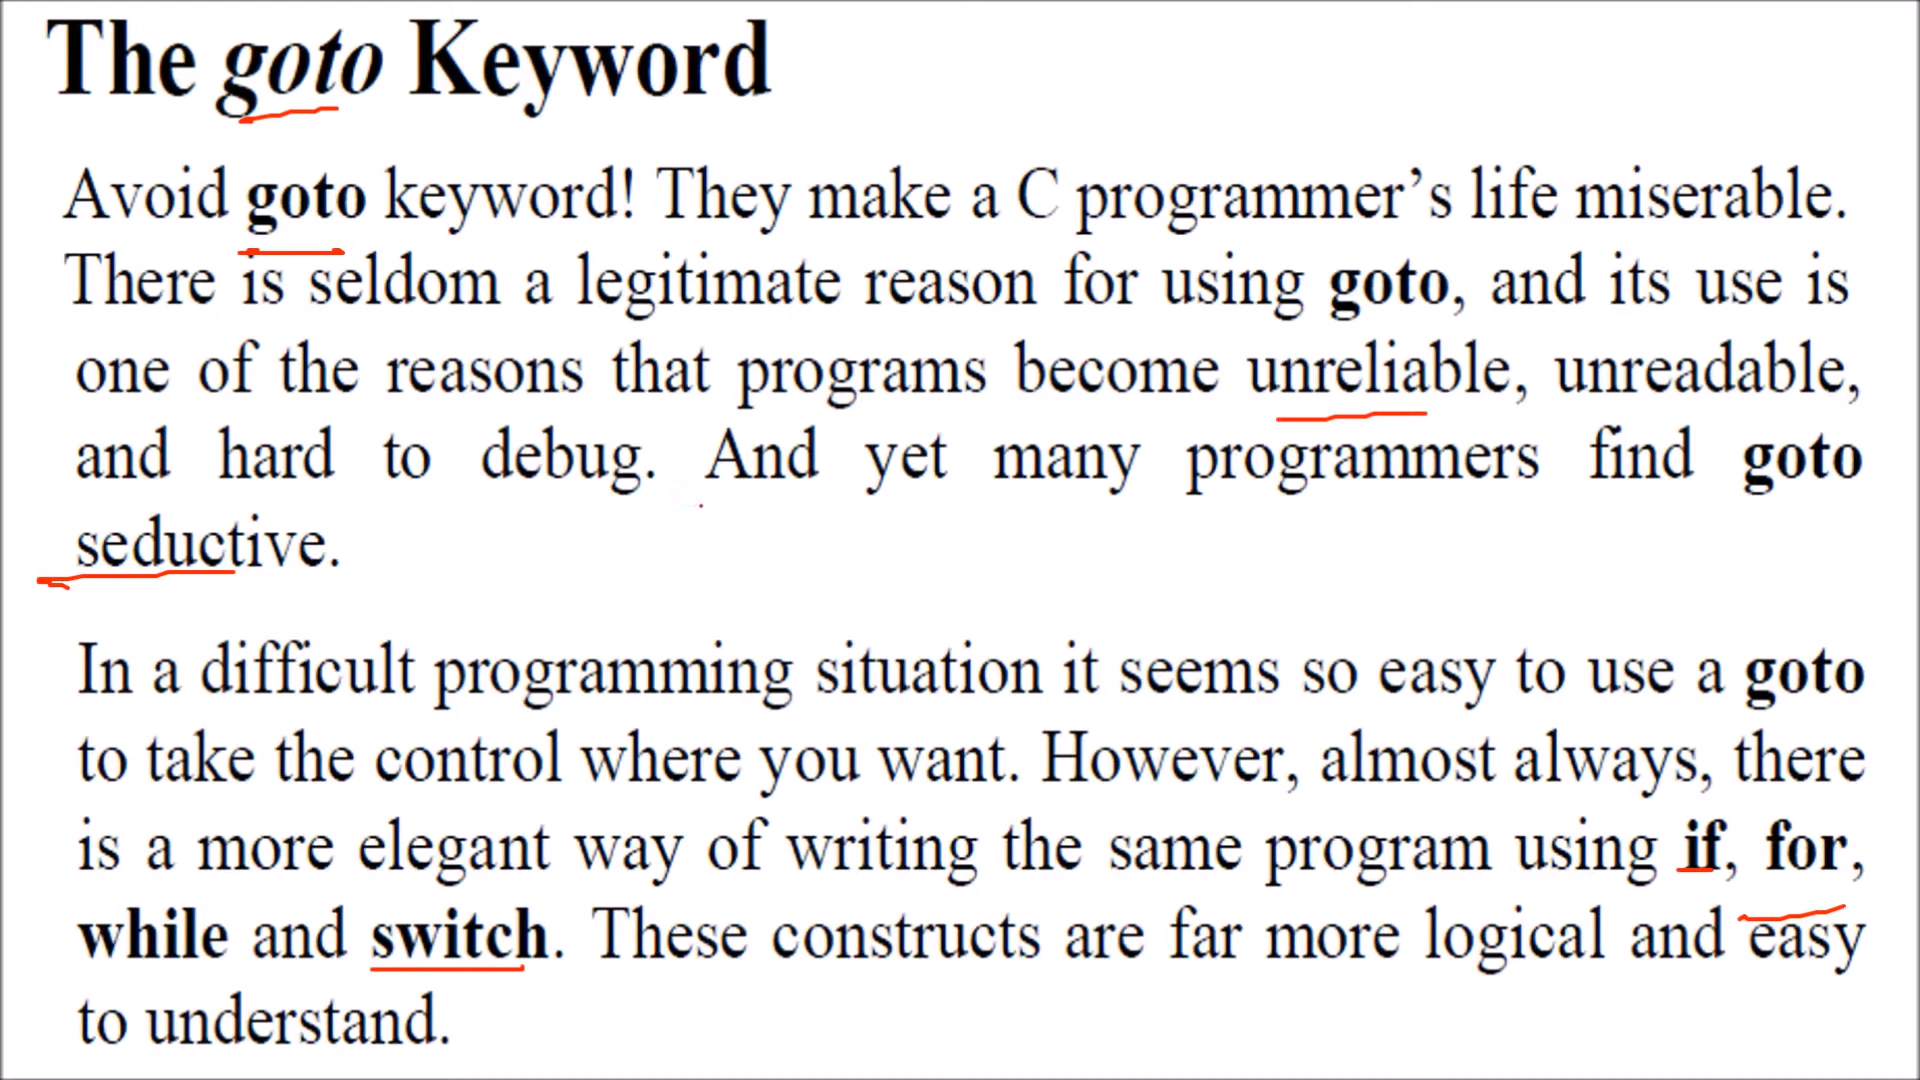 The goto Keyword
Avoid goto keyword! They make a C programmer’s life miserable.
There is seldom a legitimate reason for using goto, and its use is
one of the reasons that programs become unreliable, unreadable,
and hard to debug. And yet many programmers find goto
seductive.
In a difficult programming situation it seems so easy to use a goto
to take the control where you want. However, almost always, there
is a more elegant way of writing the same program using if, for,
while and switch. These constructs are far more logical and easy
to understand.